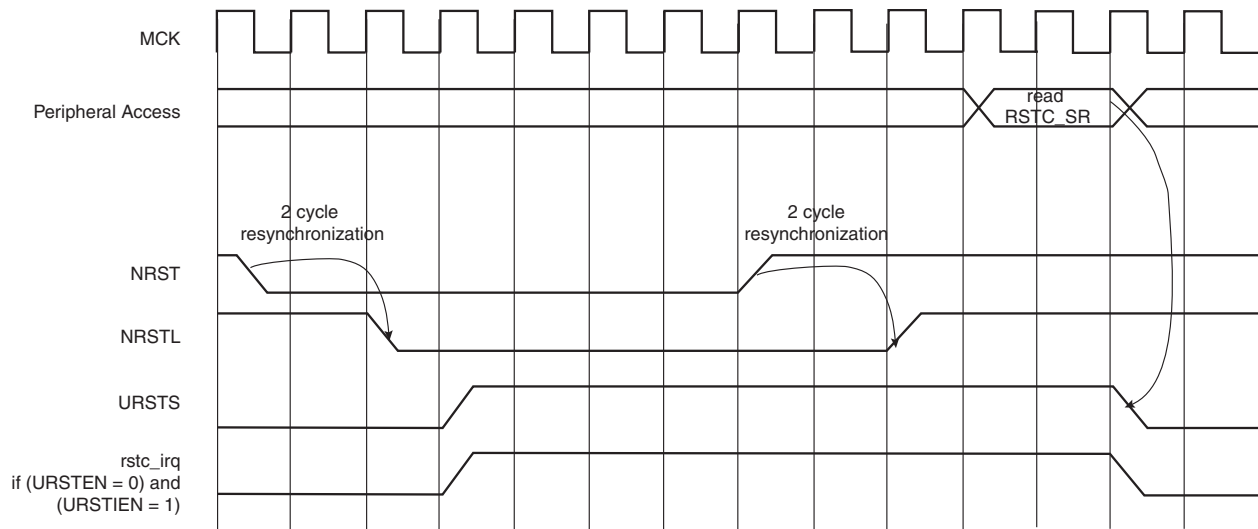 MCK
Peripheral Access
read
RSTC_SR
2 cycle
resynchronization
2 cycle
resynchronization
NRST
NRSTL
URSTS
rstc_irq
if (URSTEN = 0) and
(URSTIEN = 1)